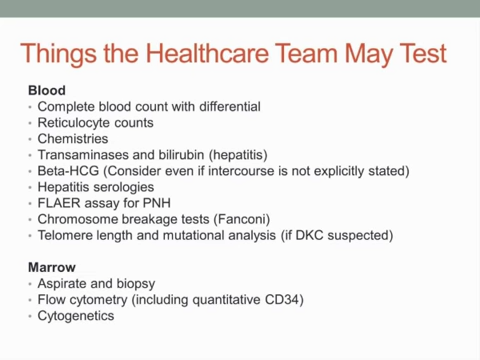 Things the Healthcare Team May Test
Blood
• Complete blood count with differential
• Reticulocyte counts
• Chemistries
• Transaminases and bilirubin (hepatitis)
• Beta-HCG (Consider even if intercourse is not explicitly stated)
• Hepatitis serologies
• FLAER assay for PNH
• Chromosome breakage tests (Fanconi)
• Telomere length and mutational analysis (if DKC suspected)
Marrow
• Aspirate and biopsy
• Flow cytometry (including quantitative CD34)
• Cytogenetics